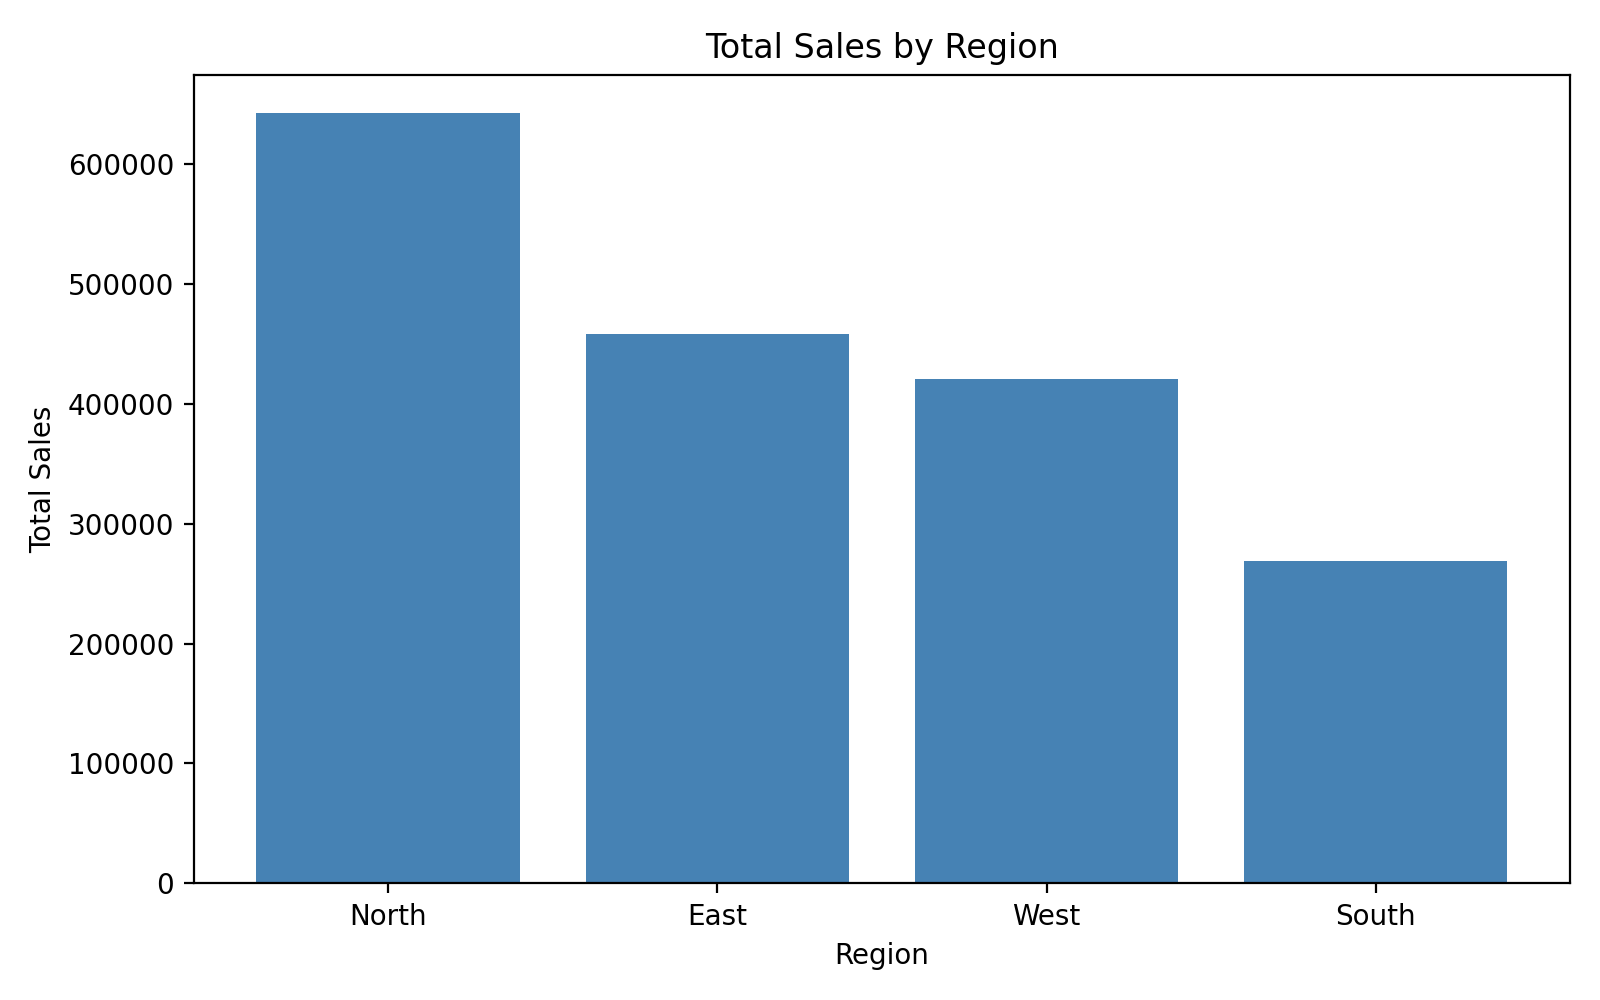 Total Sales by Region
Total Sales
600000
500000
400000
300000
200000
100000
0
North East West South
Region